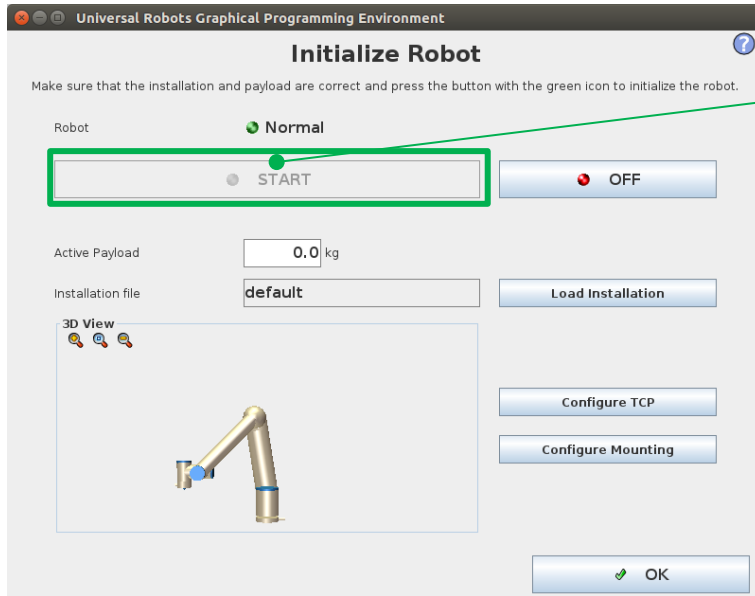 Universal Robots Graphical Programming Environment
Initialize Robot
?
Make sure that the installation and payload are correct and press the button with the green icon to initialize the robot.
Robot Normal
START OFF
Active Payload 0.0 kg
Installation file default Load Installation
3D View
Configure TCP
Configure Mounting
OK